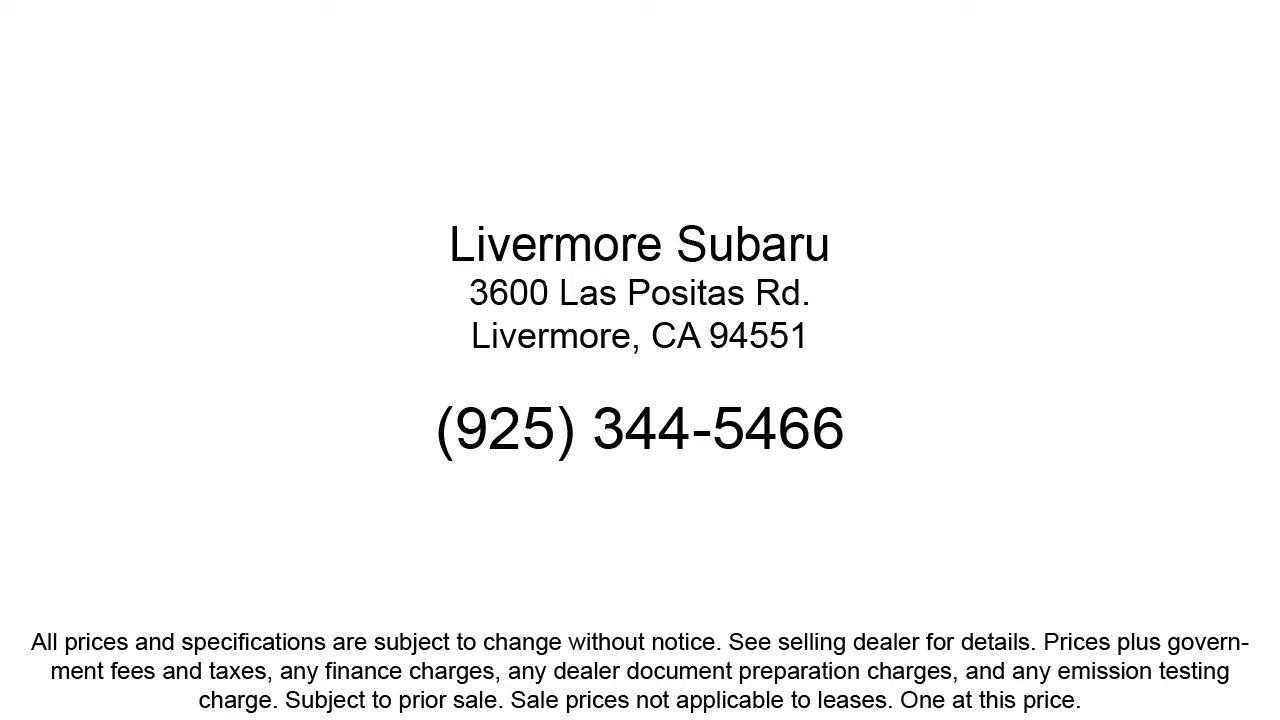 Livermore Subaru
3600 Las Positas Rd.
Livermore, CA 94551
(925) 344-5466
All prices and specifications are subject to change without notice. See selling dealer for details. Prices plus govern-
ment fees and taxes, any finance charges, any dealer document preparation charges, and any emission testing
charge. Subject to prior sale. Sale prices not applicable to leases. One at this price.